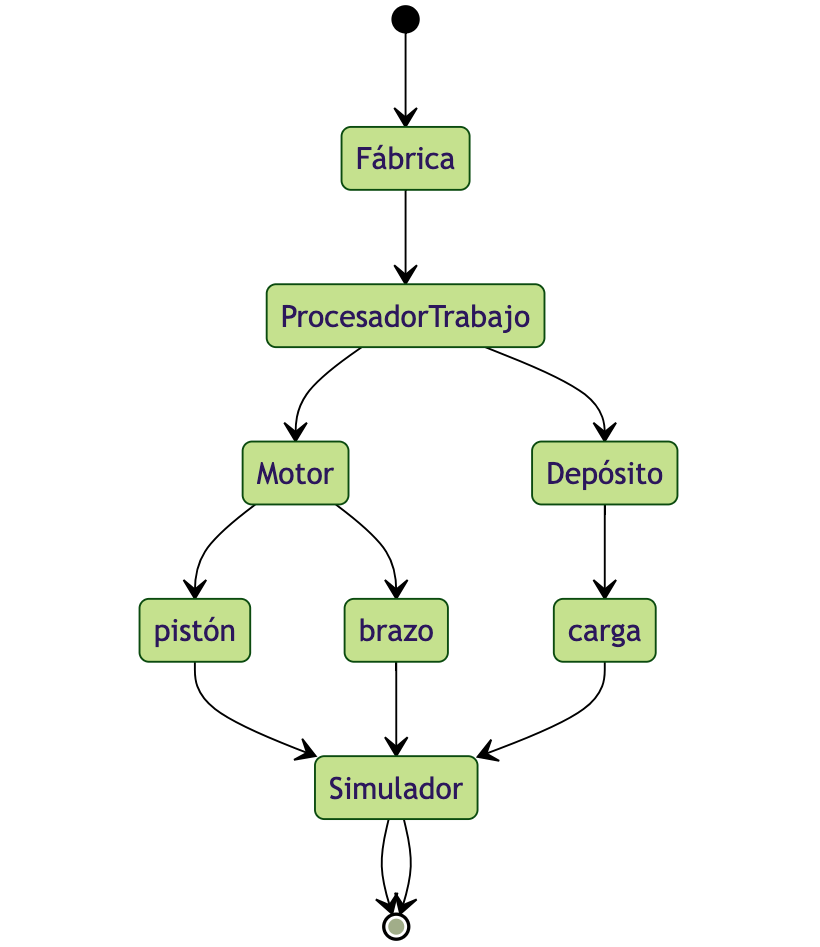 Fábrica
ProcesadorTrabajo
Motor
Depósito
pistón
brazo
carga
Simulador